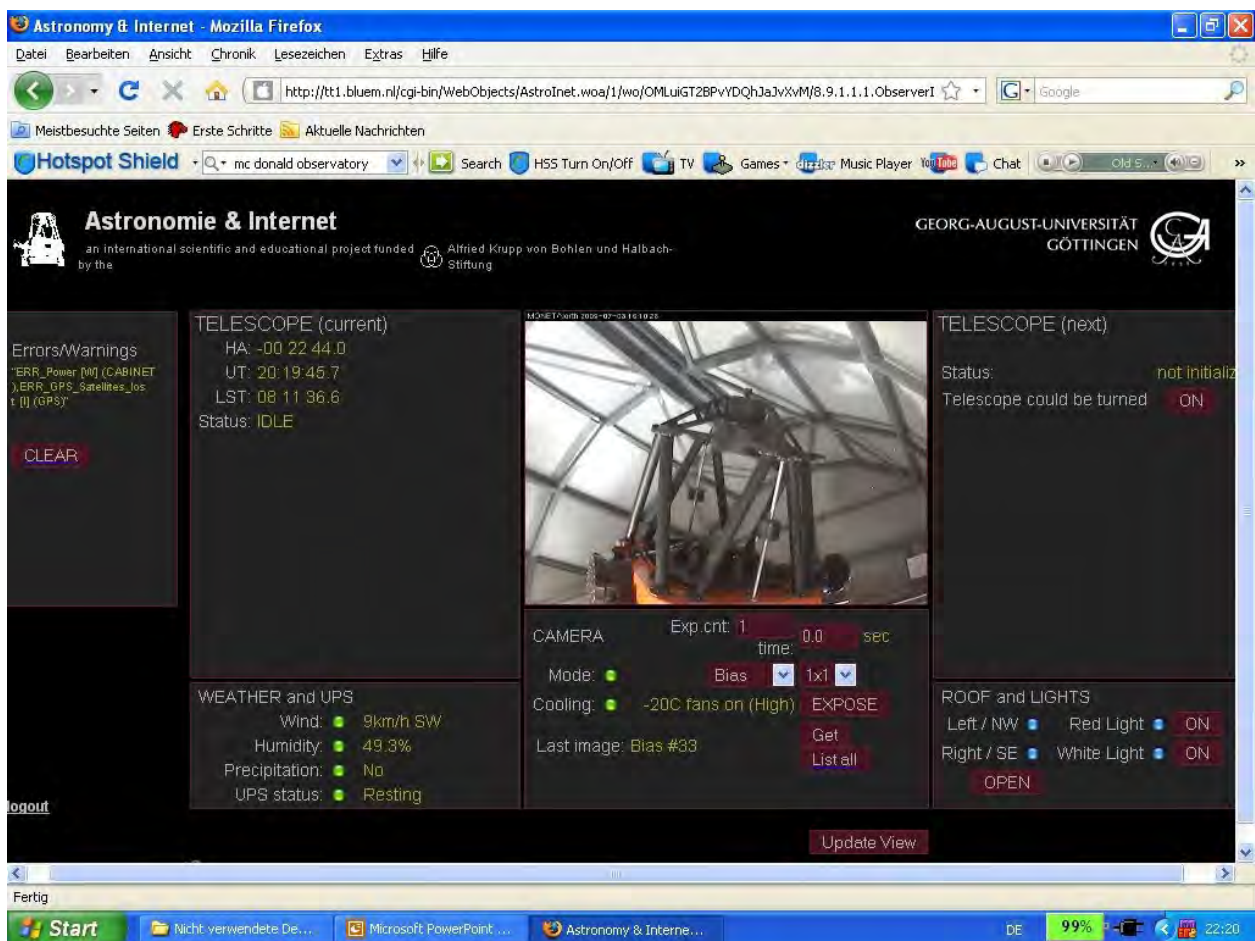 Astronomy & Internet - Mozilla Firefox
Datei Bearbeiten Ansicht Chronik Lesezeichen Extras Hilfe
http://tt1.bluem.nl/cgi-bin/WebObjects/AstroInet.woa/1/wo/OMLuiGT2BPvYDQhJaJvXvM/8.9.1.1.1.ObserverI
Google
Meistbesuchte Seiten Erste Schritte Aktuelle Nachrichten
Hotspot Shield mc donald observatory Search HSS Turn On/Off TV Games Music Player YouTube Chat Old S... »
Astronomie & Internet
an international scientific and educational project funded
by the
Alfried Krupp von Bohlen und Halbach-
Stiftung
GEORG-AUGUST-UNIVERSITÄT
GÖTTINGEN
Errors/Warnings
"ERR_Power [W] (CABINET
),ERR_GPS_Satellites_los
t [I] (GPS)"
CLEAR
logout
TELESCOPE (current)
HA: -00 22 44.0
UT: 20:19:45.7
LST: 08 11 36.6
Status: IDLE
WEATHER and UPS
Wind: 9km/h SW
Humidity: 49.3%
Precipitation: No
UPS status: Resting
CAMERA Exp.cnt: 1
time: 0.0 sec
Mode: Bias 1x1
Cooling: -20C fans on (High) EXPOSE
Get
Last image: Bias #33
List all
TELESCOPE (next)
Status: not initializ
Telescope could be turned ON
ROOF and LIGHTS
Left / NW Red Light ON
Right / SE White Light ON
OPEN
Update View
Fertig
Start Nicht verwendete De... Microsoft PowerPoint ... Astronomy & Interne... DE 99% 22:20